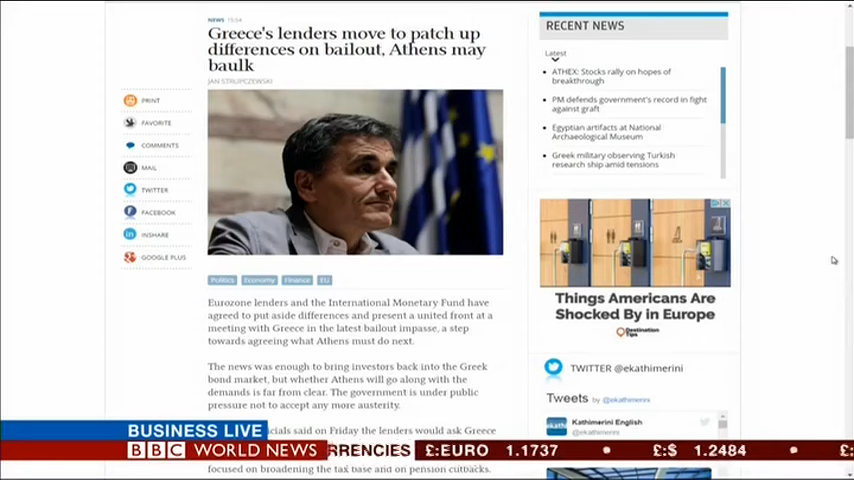 NEWS 15:54
Greece's lenders move to patch up
differences on bailout, Athens may
baulk
JAN STRUPCZEWSKI
PRINT
FAVORITE
COMMENTS
MAIL
TWITTER
FACEBOOK
INSHARE
GOOGLE PLUS
Politics Economy Finance EU
Eurozone lenders and the International Monetary Fund have
agreed to put aside differences and present a united front at a
meeting with Greece in the latest bailout impasse, a step
towards agreeing what Athens must do next.
The news was enough to bring investors back into the Greek
bond market, but whether Athens will go along with the
demands is far from clear. The government is under public
pressure not to accept any more austerity.
cials said on Friday the lenders would ask Greece
focused on broadening the tax base and on pension cutbacks.
RECENT NEWS
Latest
ATHEX: Stocks rally on hopes of
breakthrough
PM defends government's record in fight
against graft
Egyptian artifacts at National
Archaeological Museum
Greek military observing Turkish
research ship amid tensions
Things Americans Are
Shocked By in Europe
Destination
Tips
TWITTER @ekathimerini
Tweets by @ekathimerini
ekathi
Kathimerini English
@ekathimerini
BUSINESS LIVE
BBC WORLD NEWS RRENCIES £:EURO 1.1737 £:$ 1.2484 £: